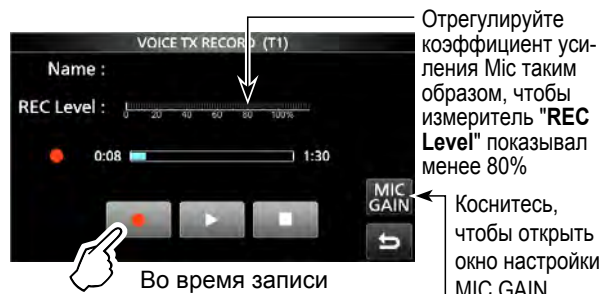 VOICE TX RECORD (T1)
Name :
REC Level :
0 20 40 60 80 100%
0:08 1:30
MIC
GAIN
Во время записи
Отрегулируйте
коэффициент уси-
ления Mic таким
образом, чтобы
измеритель "REC
Level" показывал
менее 80%
Коснитесь,
чтобы открыть
окно настройки
MIC GAIN